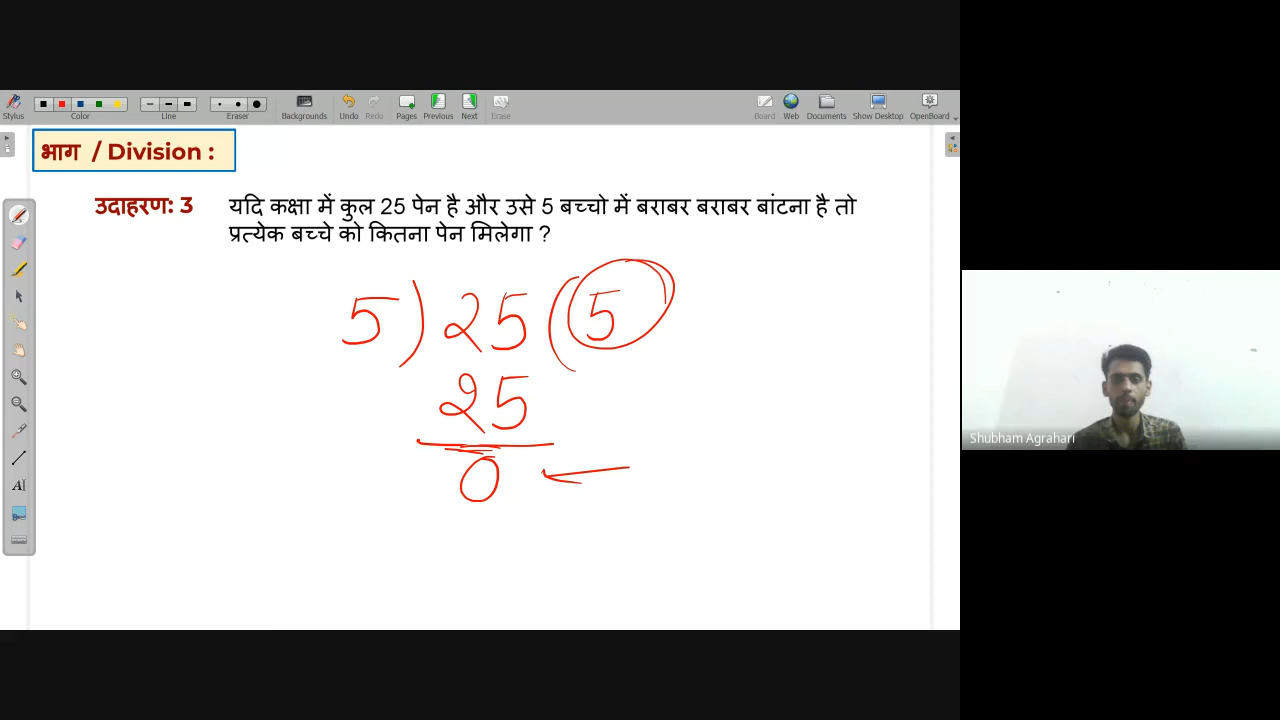 Stylus
Color
Line
Eraser
Backgrounds
Undo
Redo
Pages
Previous
Next
Erase
Board
Web
Documents
Show Desktop
OpenBoard
भाग / Division :
उदाहरण: 3 यदि कक्षा में कुल 25 पेन है और उसे 5 बच्चो में बराबर बराबर बांटना है तो
प्रत्येक बच्चे को कितना पेन मिलेगा ?
5 ) 25 ( 5
25
0
Shubham Agrahari